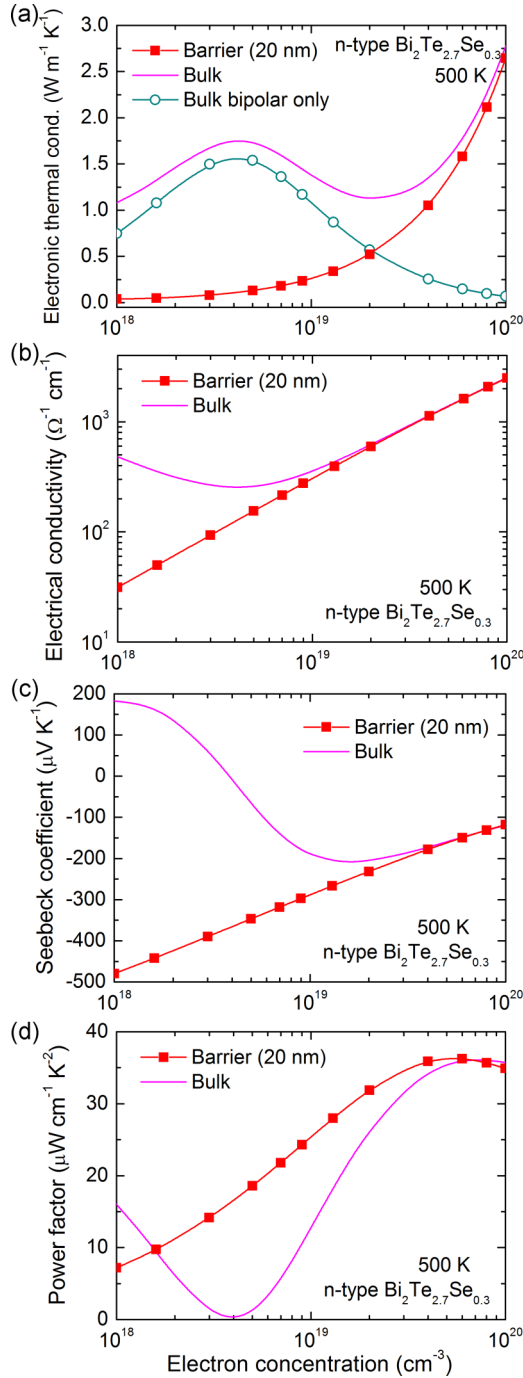 (a)
Electronic thermal cond. (W m⁻¹ K⁻¹)
3.0
2.5
2.0
1.5
1.0
0.5
0.0
Barrier (20 nm)
Bulk
Bulk bipolar only
n-type Bi₂Te₂.₇Se₀.₃
500 K
10¹⁸
10¹⁹
10²⁰
(b)
Electrical conductivity (Ω⁻¹ cm⁻¹)
10³
10²
10¹
Barrier (20 nm)
Bulk
500 K
n-type Bi₂Te₂.₇Se₀.₃
10¹⁸
10¹⁹
10²⁰
(c)
Seebeck coefficient (μV K⁻¹)
200
100
0
-100
-200
-300
-400
-500
Barrier (20 nm)
Bulk
500 K
n-type Bi₂Te₂.₇Se₀.₃
10¹⁸
10¹⁹
10²⁰
(d)
Power factor (μW cm⁻¹ K⁻²)
40
30
20
10
0
Barrier (20 nm)
Bulk
500 K
n-type Bi₂Te₂.₇Se₀.₃
10¹⁸
10¹⁹
10²⁰
Electron concentration (cm⁻³)